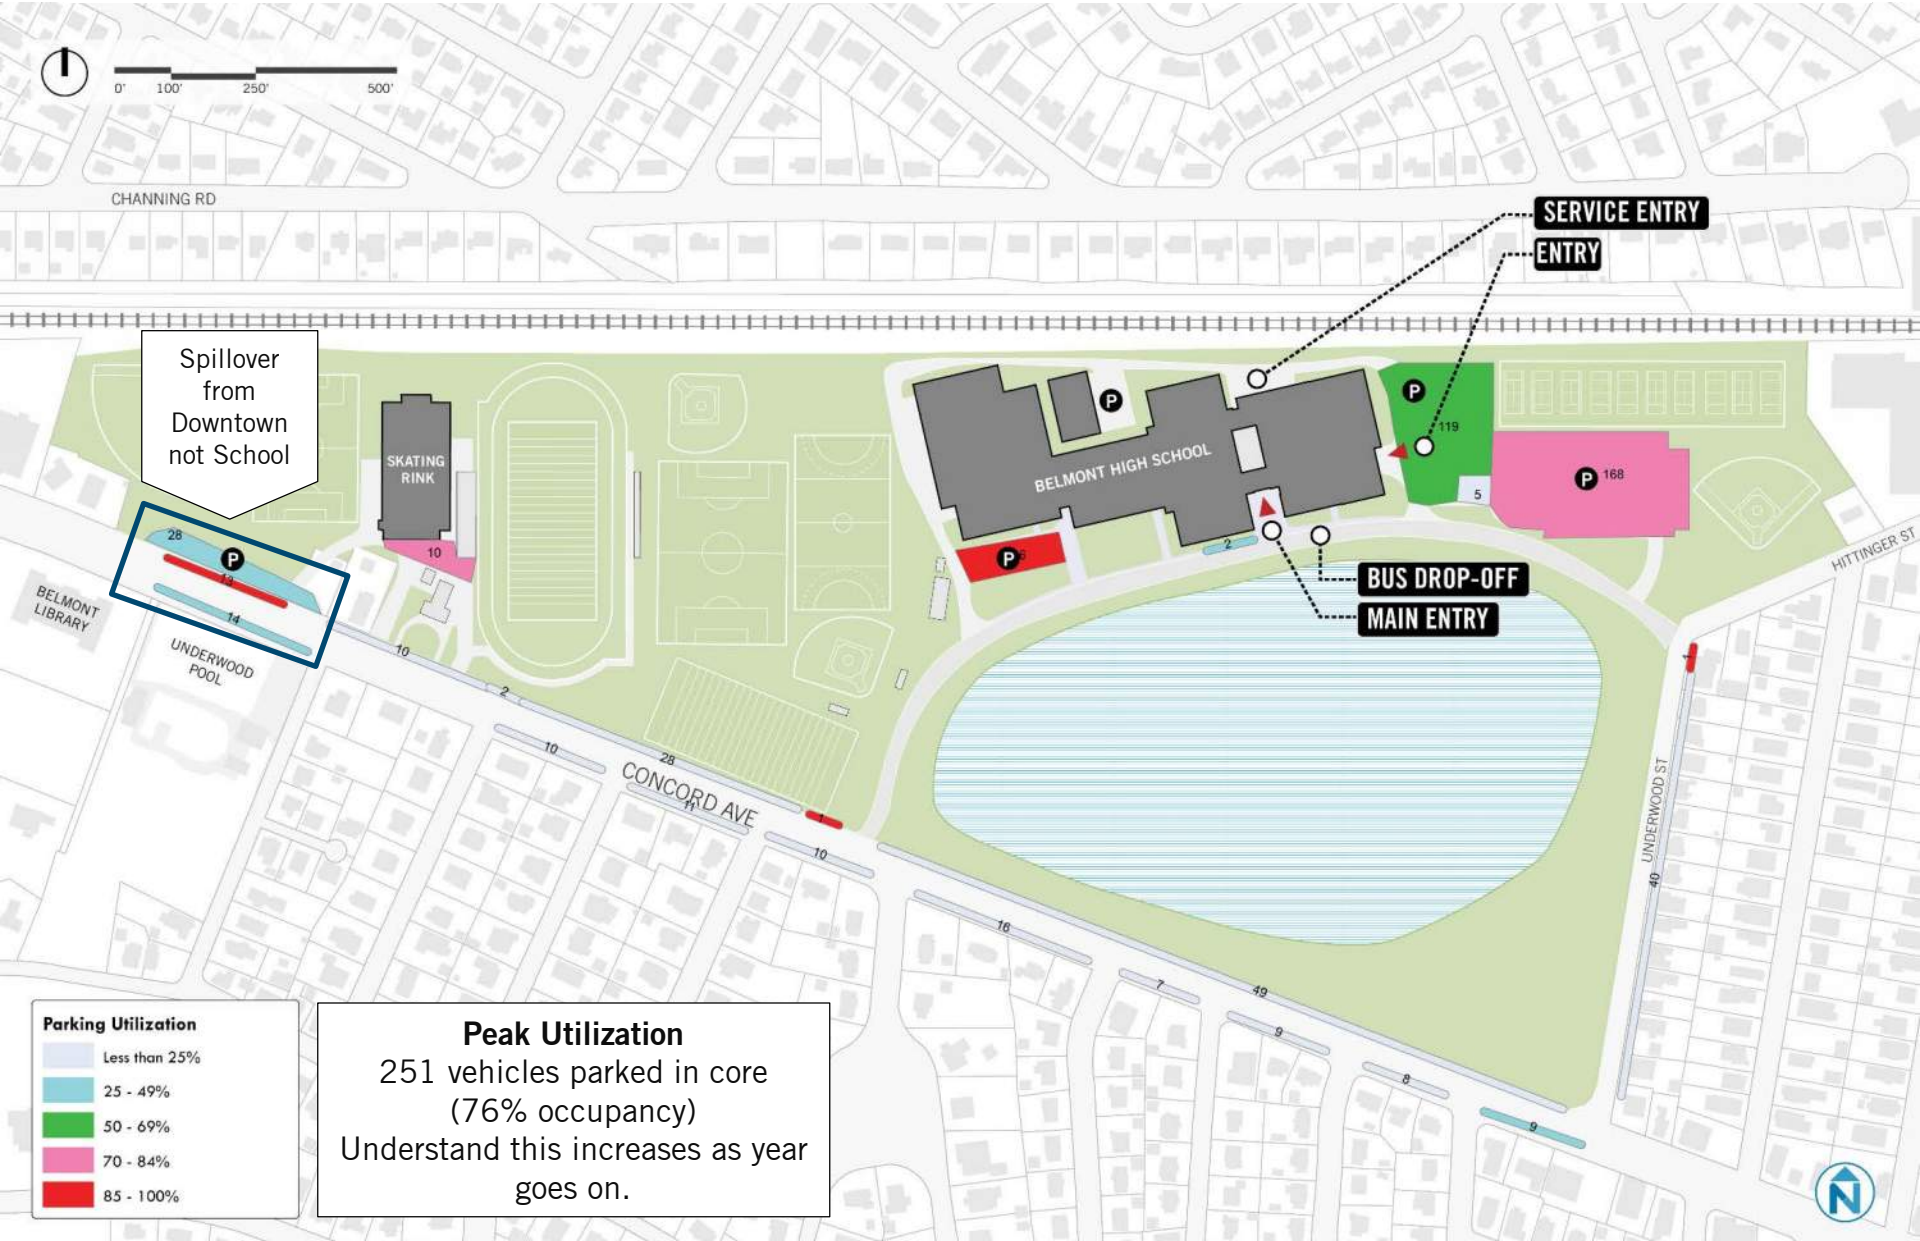 0' 100' 250' 500'
CHANNING RD
SERVICE ENTRY
ENTRY
Spillover
from
Downtown
not School
SKATING
RINK
BELMONT HIGH SCHOOL
P
P
119
P 168
5
HITTINGER ST
28
P
13
14
10
P
2
BUS DROP-OFF
MAIN ENTRY
BELMONT
LIBRARY
UNDERWOOD
POOL
10
2
10
28
CONCORD AVE
11
1
10
1
UNDERWOOD ST
40
16
7
49
9
8
9
Parking Utilization
Less than 25%
25 - 49%
50 - 69%
70 - 84%
85 - 100%
Peak Utilization
251 vehicles parked in core
(76% occupancy)
Understand this increases as year
goes on.
N